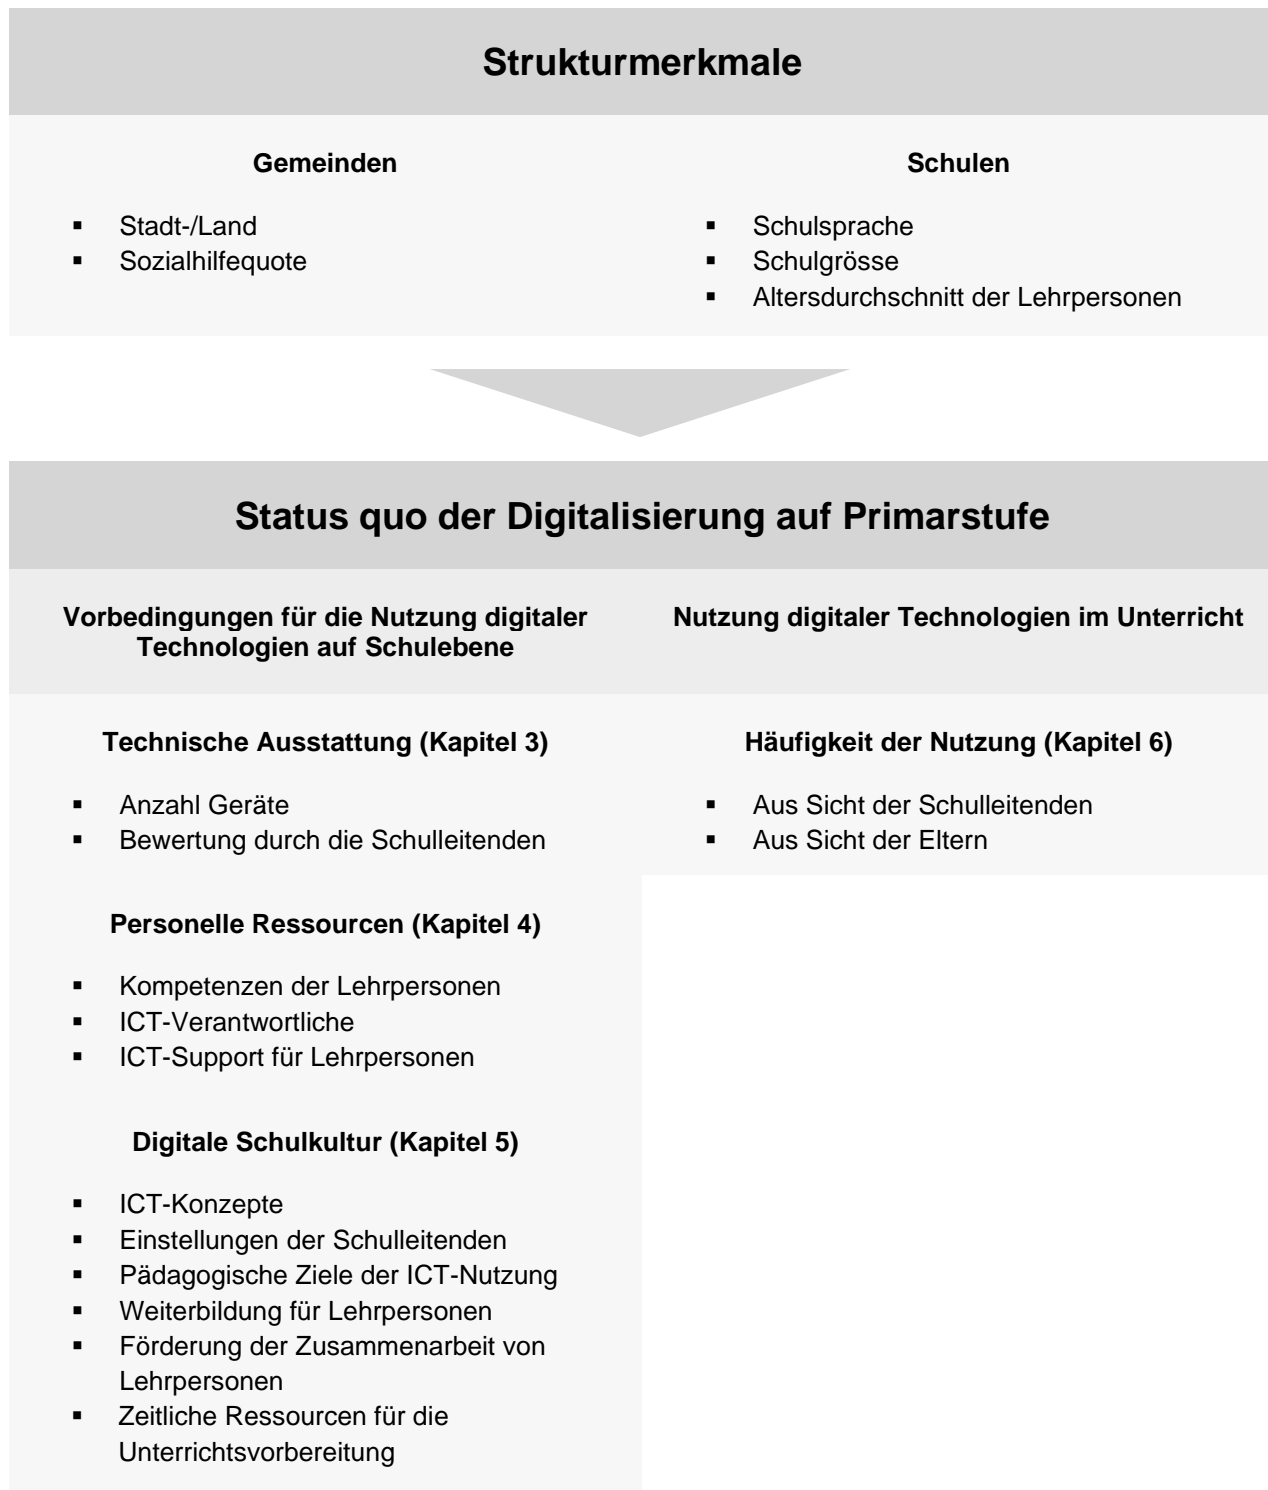 Strukturmerkmale
Gemeinden
▪ Stadt-/Land
▪ Sozialhilfequote
Schulen
▪ Schulsprache
▪ Schulgrösse
▪ Altersdurchschnitt der Lehrpersonen
Status quo der Digitalisierung auf Primarstufe
Vorbedingungen für die Nutzung digitaler
Technologien auf Schulebene
Technische Ausstattung (Kapitel 3)
▪ Anzahl Geräte
▪ Bewertung durch die Schulleitenden
Personelle Ressourcen (Kapitel 4)
▪ Kompetenzen der Lehrpersonen
▪ ICT-Verantwortliche
▪ ICT-Support für Lehrpersonen
Digitale Schulkultur (Kapitel 5)
▪ ICT-Konzepte
▪ Einstellungen der Schulleitenden
▪ Pädagogische Ziele der ICT-Nutzung
▪ Weiterbildung für Lehrpersonen
▪ Förderung der Zusammenarbeit von
Lehrpersonen
▪ Zeitliche Ressourcen für die
Unterrichtsvorbereitung
Nutzung digitaler Technologien im Unterricht
Häufigkeit der Nutzung (Kapitel 6)
▪ Aus Sicht der Schulleitenden
▪ Aus Sicht der Eltern